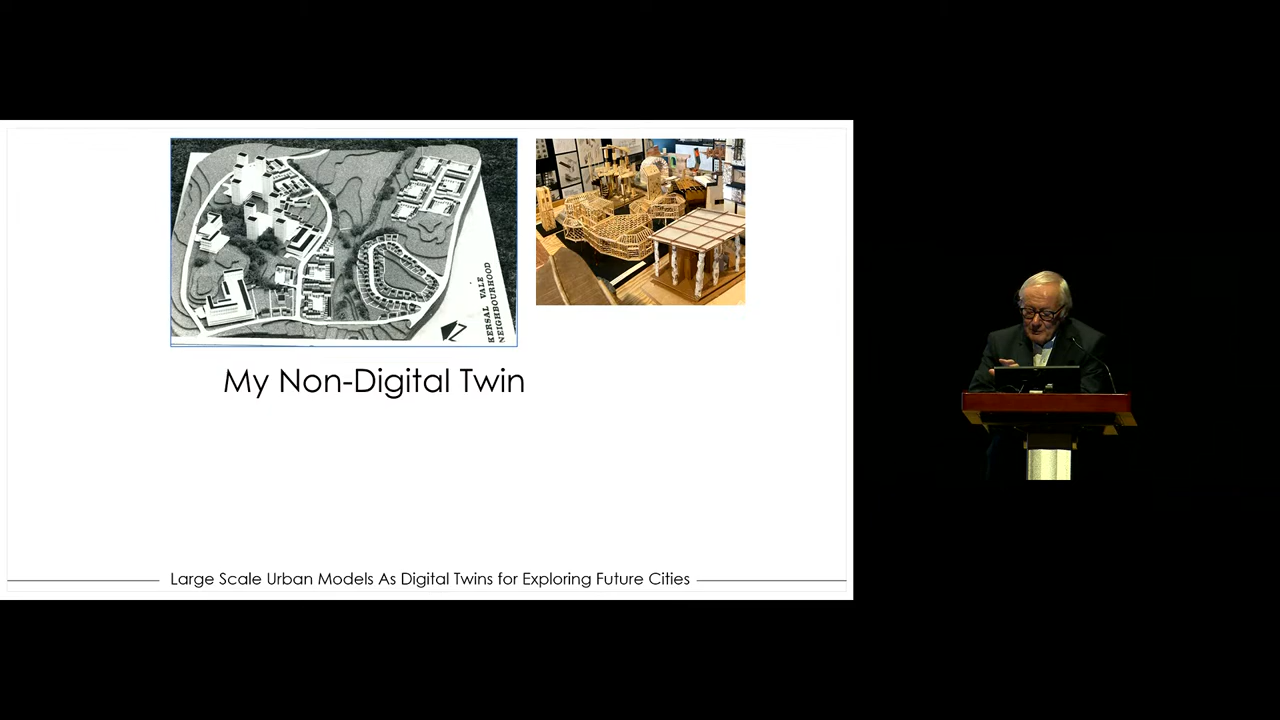 KERSAL VALE
NEIGHBOURHOOD
My Non-Digital Twin
Large Scale Urban Models As Digital Twins for Exploring Future Cities